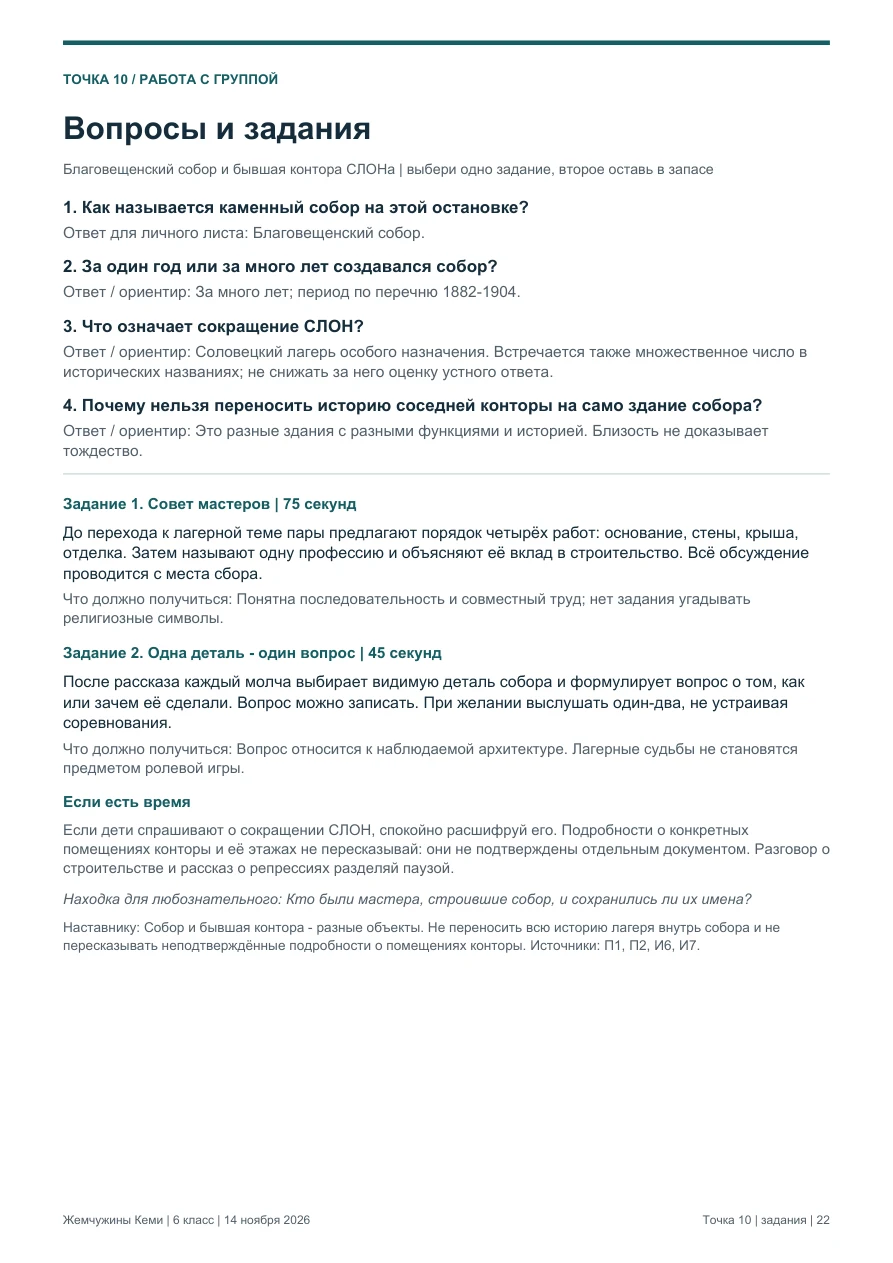 ТОЧКА 10 / РАБОТА С ГРУППОЙ
Вопросы и задания
Благовещенский собор и бывшая контора СЛОНа | выбери одно задание, второе оставь в запасе
1. Как называется каменный собор на этой остановке?
Ответ для личного листа: Благовещенский собор.
2. За один год или за много лет создавался собор?
Ответ / ориентир: За много лет; период по перечню 1882-1904.
3. Что означает сокращение СЛОН?
Ответ / ориентир: Соловецкий лагерь особого назначения. Встречается также множественное число в
исторических названиях; не снижать за него оценку устного ответа.
4. Почему нельзя переносить историю соседней конторы на само здание собора?
Ответ / ориентир: Это разные здания с разными функциями и историей. Близость не доказывает
тождество.
Задание 1. Совет мастеров | 75 секунд
До перехода к лагерной теме пары предлагают порядок четырёх работ: основание, стены, крыша,
отделка. Затем называют одну профессию и объясняют её вклад в строительство. Всё обсуждение
проводится с места сбора.
Что должно получиться: Понятна последовательность и совместный труд; нет задания угадывать
религиозные символы.
Задание 2. Одна деталь - один вопрос | 45 секунд
После рассказа каждый молча выбирает видимую деталь собора и формулирует вопрос о том, как
или зачем её сделали. Вопрос можно записать. При желании выслушать один-два, не устраивая
соревнования.
Что должно получиться: Вопрос относится к наблюдаемой архитектуре. Лагерные судьбы не становятся
предметом ролевой игры.
Если есть время
Если дети спрашивают о сокращении СЛОН, спокойно расшифруй его. Подробности о конкретных
помещениях конторы и её этажах не пересказывай: они не подтверждены отдельным документом. Разговор о
строительстве и рассказ о репрессиях разделяй паузой.
Находка для любознательного: Кто были мастера, строившие собор, и сохранились ли их имена?
Наставнику: Собор и бывшая контора - разные объекты. Не переносить всю историю лагеря внутрь собора и не
пересказывать неподтверждённые подробности о помещениях конторы. Источники: П1, П2, И6, И7.
Жемчужины Кеми | 6 класс | 14 ноября 2026
Точка 10 | задания | 22